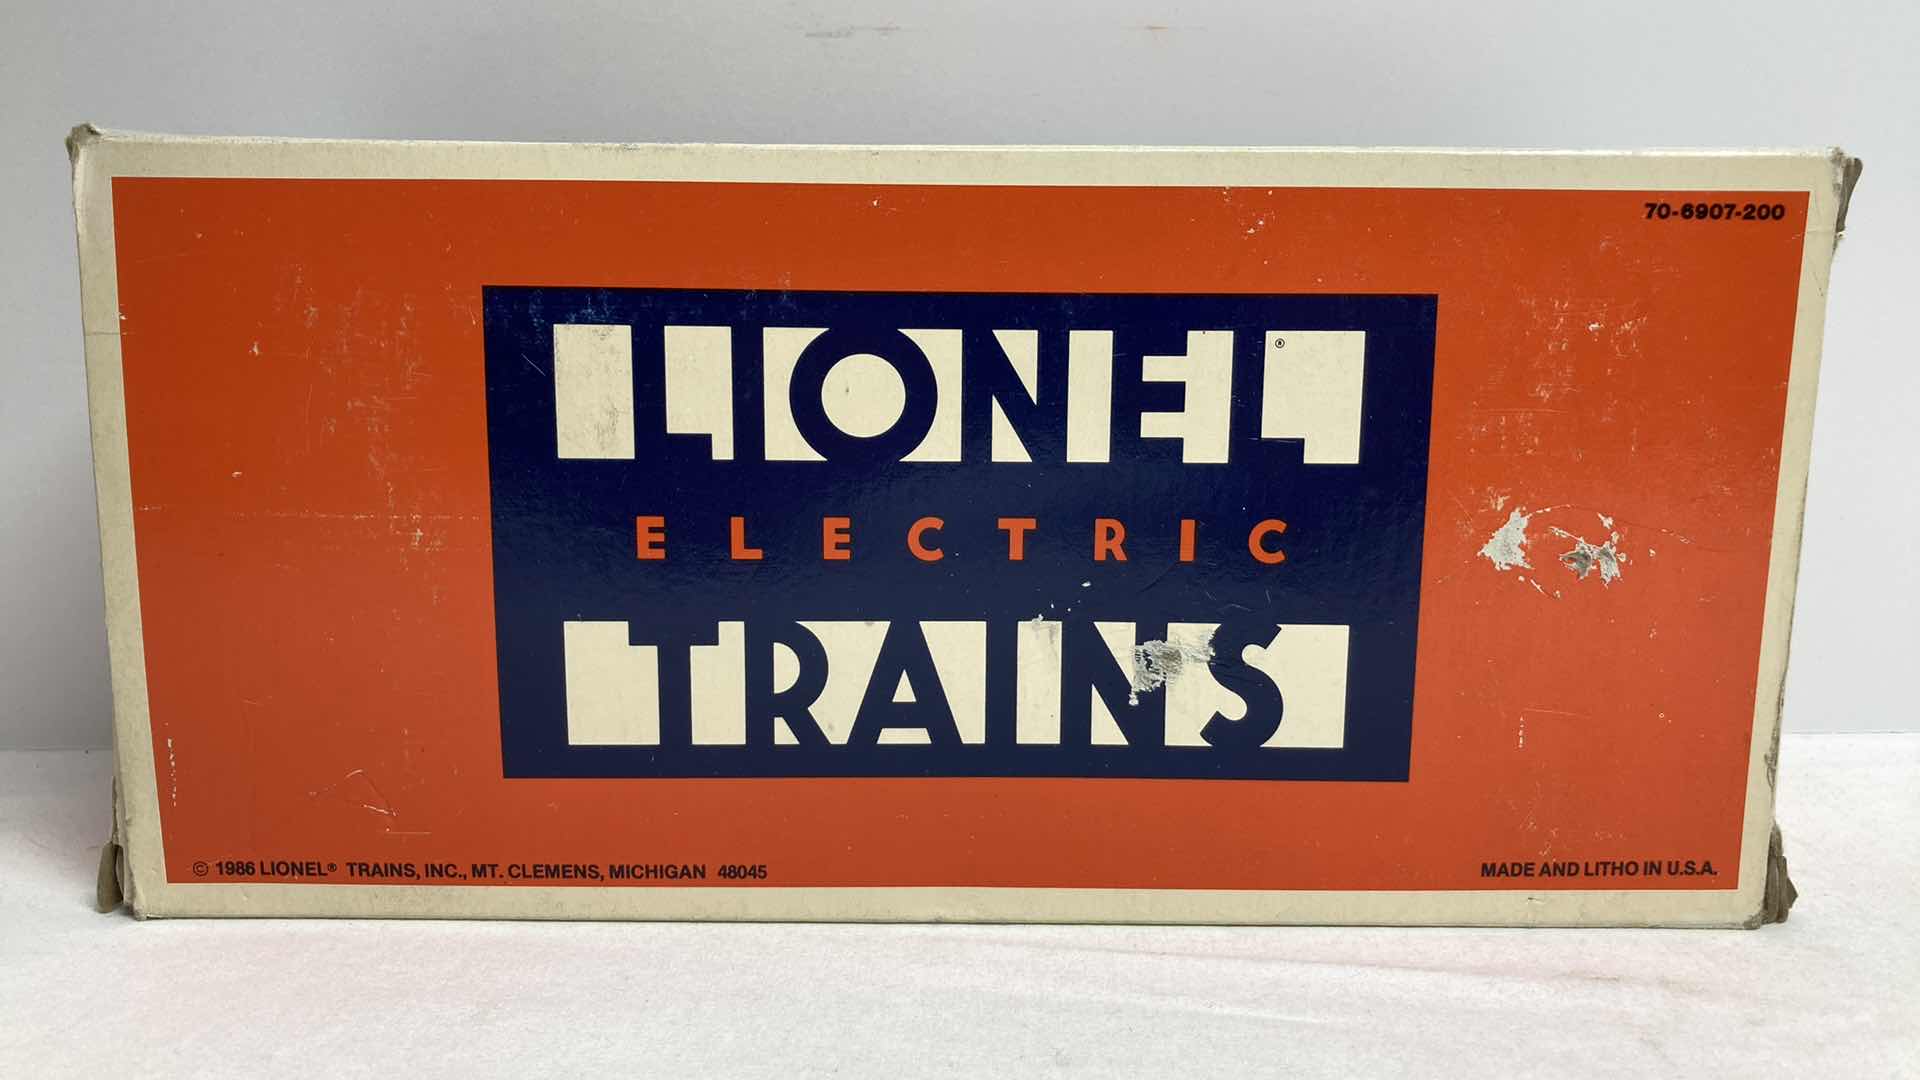 70-6907-200
LIONEL®
ELECTRIC
TRAINS
© 1986 LIONEL® TRAINS, INC., MT. CLEMENS, MICHIGAN 48045
MADE AND LITHO IN U.S.A.